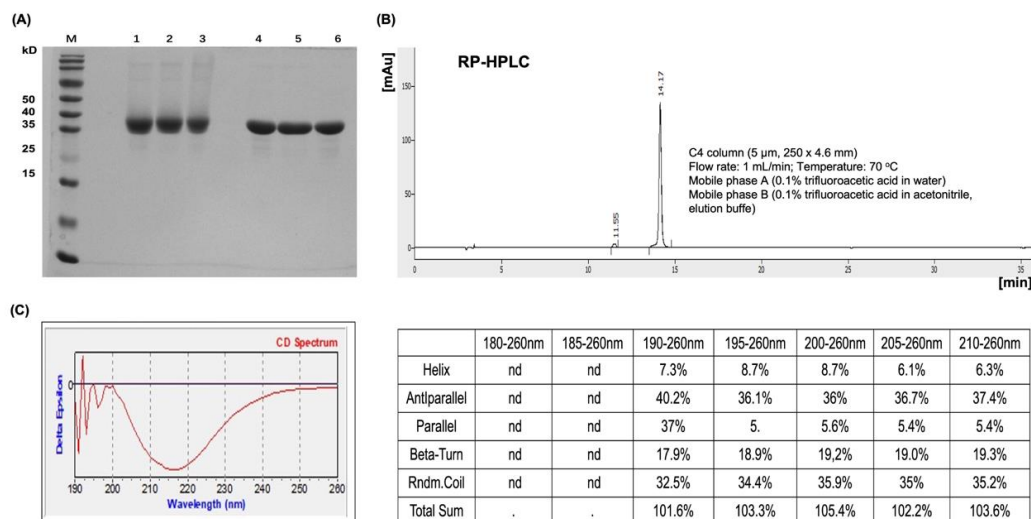 (A)
M 1 2 3 4 5 6
kD
50
40
35
25
15
(B)
RP-HPLC
[mAu]
150
100
50
0
11.55
14.17
C4 column (5 µm, 250 x 4.6 mm)
Flow rate: 1 mL/min; Temperature: 70 °C
Mobile phase A (0.1% trifluoroacetic acid in water)
Mobile phase B (0.1% trifluoroacetic acid in acetonitrile,
elution buffe)
0 5 10 15 20 25 30 35
[min]
(C)
CD Spectrum
Delta Epsilon
0
190 200 210 220 230 240 250 260
Wavelength (nm)
180-260nm 185-260nm 190-260nm 195-260nm 200-260nm 205-260nm 210-260nm
Helix nd nd 7.3% 8.7% 8.7% 6.1% 6.3%
Antlparallel nd nd 40.2% 36.1% 36% 36.7% 37.4%
Parallel nd nd 37% 5. 5.6% 5.4% 5.4%
Beta-Turn nd nd 17.9% 18.9% 19,2% 19.0% 19.3%
Rndm.Coil nd nd 32.5% 34.4% 35.9% 35% 35.2%
Total Sum . . 101.6% 103.3% 105.4% 102.2% 103.6%